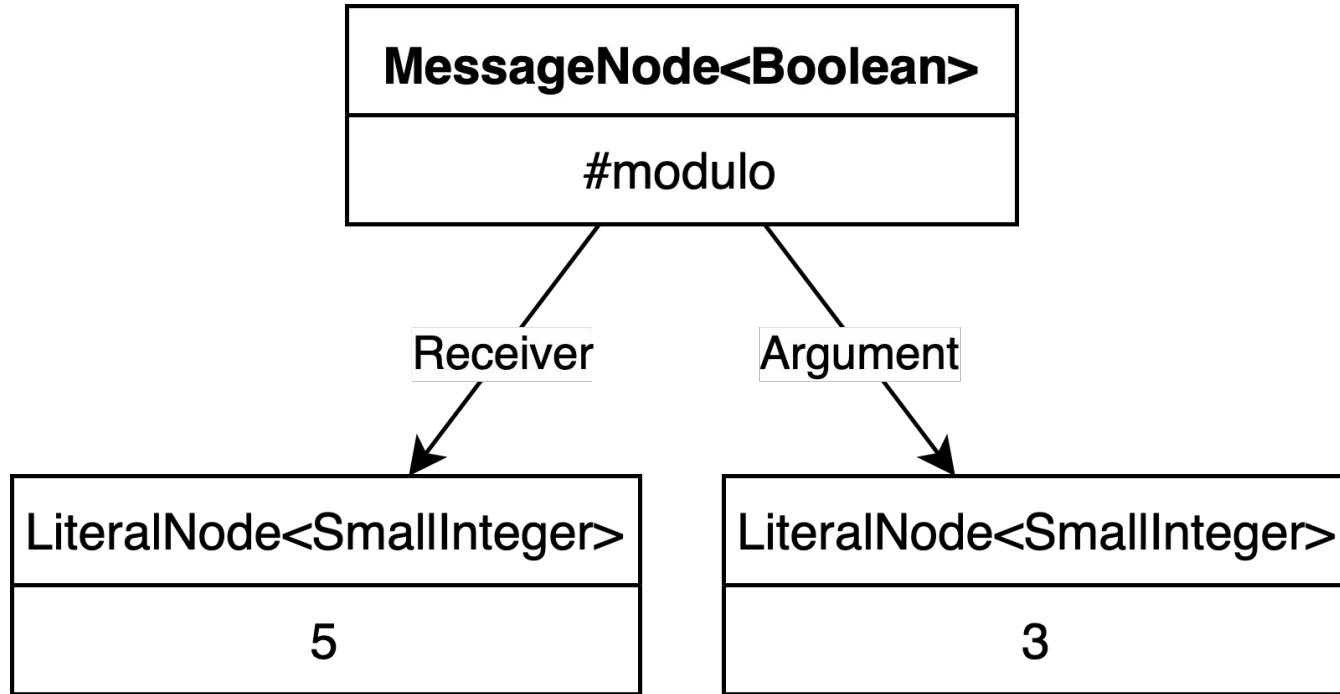 MessageNode<Boolean>
#modulo
Receiver
Argument
LiteralNode<SmallInteger>
LiteralNode<SmallInteger>
5
3